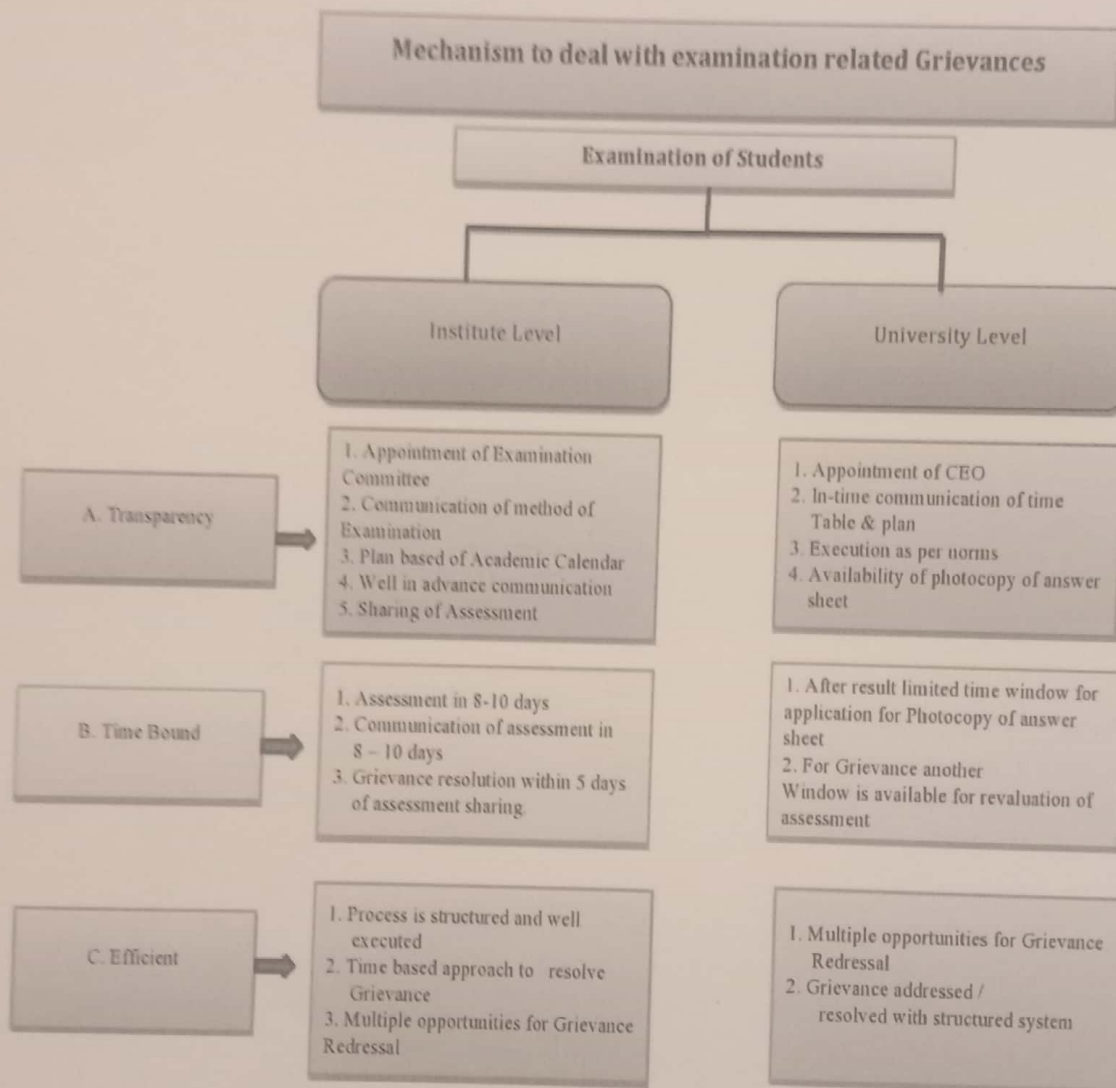 Mechanism to deal with examination related Grievances
Examination of Students
Institute Level
University Level
A. Transparency
1. Appointment of Examination
Committee
2. Communication of method of
Examination
3. Plan based of Academic Calendar
4. Well in advance communication
5. Sharing of Assessment
1. Appointment of CEO
2. In-time communication of time
Table & plan
3. Execution as per norms
4. Availability of photocopy of answer
sheet
B. Time Bound
1. Assessment in 8-10 days
2. Communication of assessment in
8 – 10 days
3. Grievance resolution within 5 days
of assessment sharing.
1. After result limited time window for
application for Photocopy of answer
sheet
2. For Grievance another
Window is available for revaluation of
assessment
C. Efficient
1. Process is structured and well
executed
2. Time based approach to resolve
Grievance
3. Multiple opportunities for Grievance
Redressal
1. Multiple opportunities for Grievance
Redressal
2. Grievance addressed /
resolved with structured system